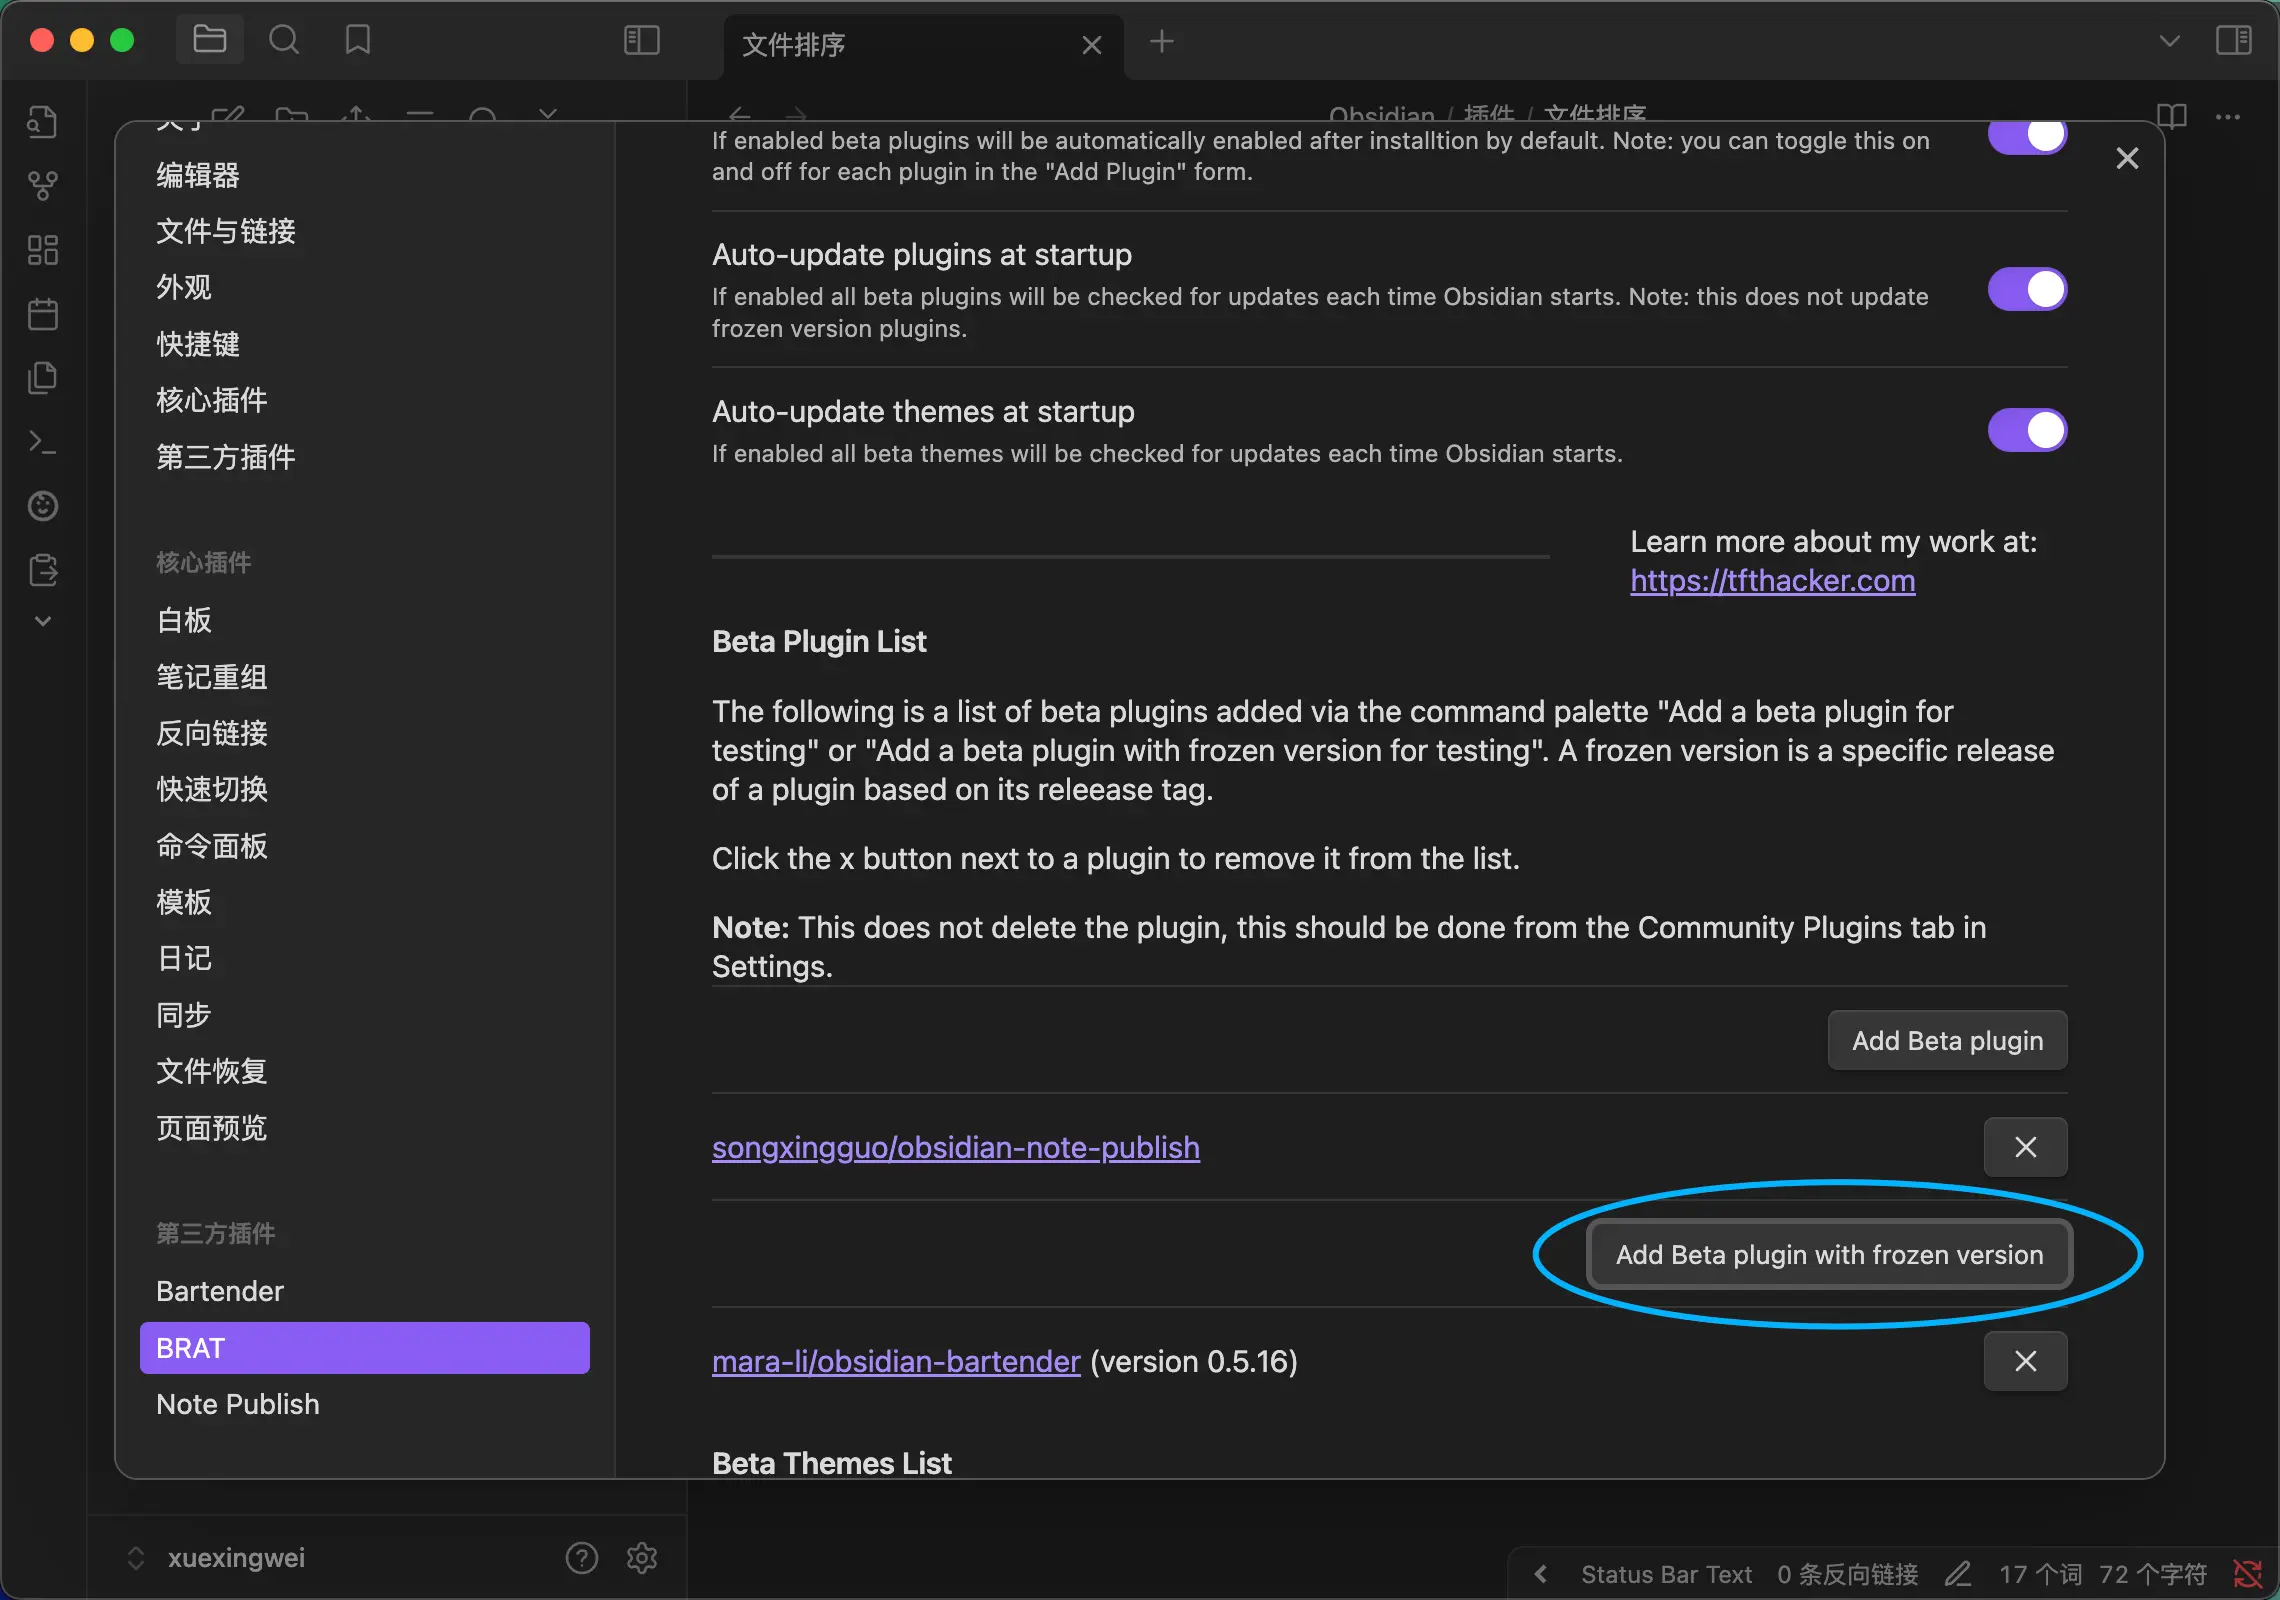 文件排序
Obsidian / 插件 / 文件排序
关于
编辑器
文件与链接
外观
快捷键
核心插件
第三方插件
核心插件
白板
笔记重组
反向链接
快速切换
命令面板
模板
日记
同步
文件恢复
页面预览
第三方插件
Bartender
BRAT
Note Publish
If enabled beta plugins will be automatically enabled after installtion by default. Note: you can toggle this on
and off for each plugin in the "Add Plugin" form.
Auto-update plugins at startup
If enabled all beta plugins will be checked for updates each time Obsidian starts. Note: this does not update
frozen version plugins.
Auto-update themes at startup
If enabled all beta themes will be checked for updates each time Obsidian starts.
Learn more about my work at:
https://tfthacker.com
Beta Plugin List
The following is a list of beta plugins added via the command palette "Add a beta plugin for
testing" or "Add a beta plugin with frozen version for testing". A frozen version is a specific release
of a plugin based on its releease tag.
Click the x button next to a plugin to remove it from the list.
Note: This does not delete the plugin, this should be done from the Community Plugins tab in
Settings.
Add Beta plugin
songxingguo/obsidian-note-publish
Add Beta plugin with frozen version
mara-li/obsidian-bartender (version 0.5.16)
Beta Themes List
xuexingwei
Status Bar Text 0 条反向链接 17 个词 72 个字符